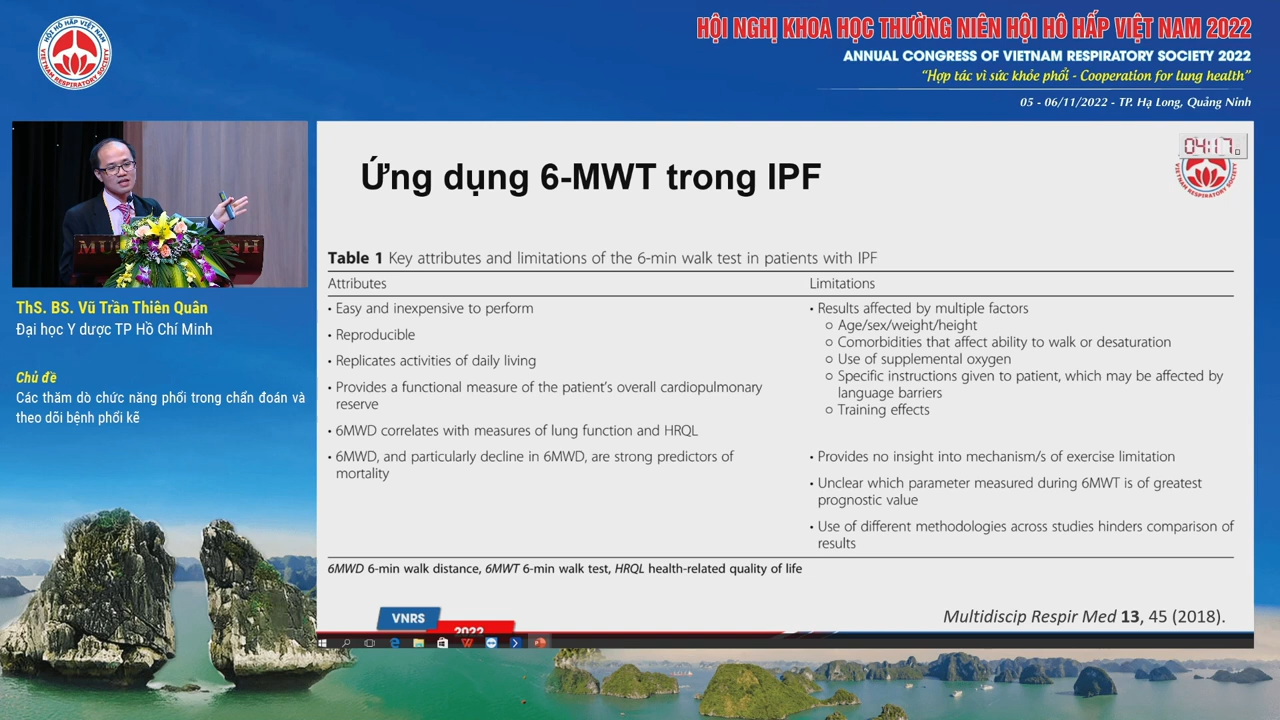 HỘI HÔ HẤP VIỆT NAM
VIETNAM RESPIRATORY SOCIETY
HỘI NGHỊ KHOA HỌC THƯỜNG NIÊN HỘI HÔ HẤP VIỆT NAM 2022
ANNUAL CONGRESS OF VIETNAM RESPIRATORY SOCIETY 2022
“Hợp tác vì sức khỏe phổi - Cooperation for lung health”
05 - 06/11/2022 - TP. Hạ Long, Quảng Ninh
ThS. BS. Vũ Trần Thiên Quân
Đại học Y dược TP Hồ Chí Minh
Chủ đề
Các thăm dò chức năng phổi trong chẩn đoán và
theo dõi bệnh phổi kẽ
04:17
VIETNAM RESPIRATORY SOCIETY
Ứng dụng 6-MWT trong IPF
Table 1 Key attributes and limitations of the 6-min walk test in patients with IPF
Attributes
• Easy and inexpensive to perform
• Reproducible
• Replicates activities of daily living
• Provides a functional measure of the patient’s overall cardiopulmonary
reserve
• 6MWD correlates with measures of lung function and HRQL
• 6MWD, and particularly decline in 6MWD, are strong predictors of
mortality
Limitations
• Results affected by multiple factors
○ Age/sex/weight/height
○ Comorbidities that affect ability to walk or desaturation
○ Use of supplemental oxygen
○ Specific instructions given to patient, which may be affected by
language barriers
○ Training effects
• Provides no insight into mechanism/s of exercise limitation
• Unclear which parameter measured during 6MWT is of greatest
prognostic value
• Use of different methodologies across studies hinders comparison of
results
6MWD 6-min walk distance, 6MWT 6-min walk test, HRQL health-related quality of life
Multidiscip Respir Med 13, 45 (2018).
VNRS
2022